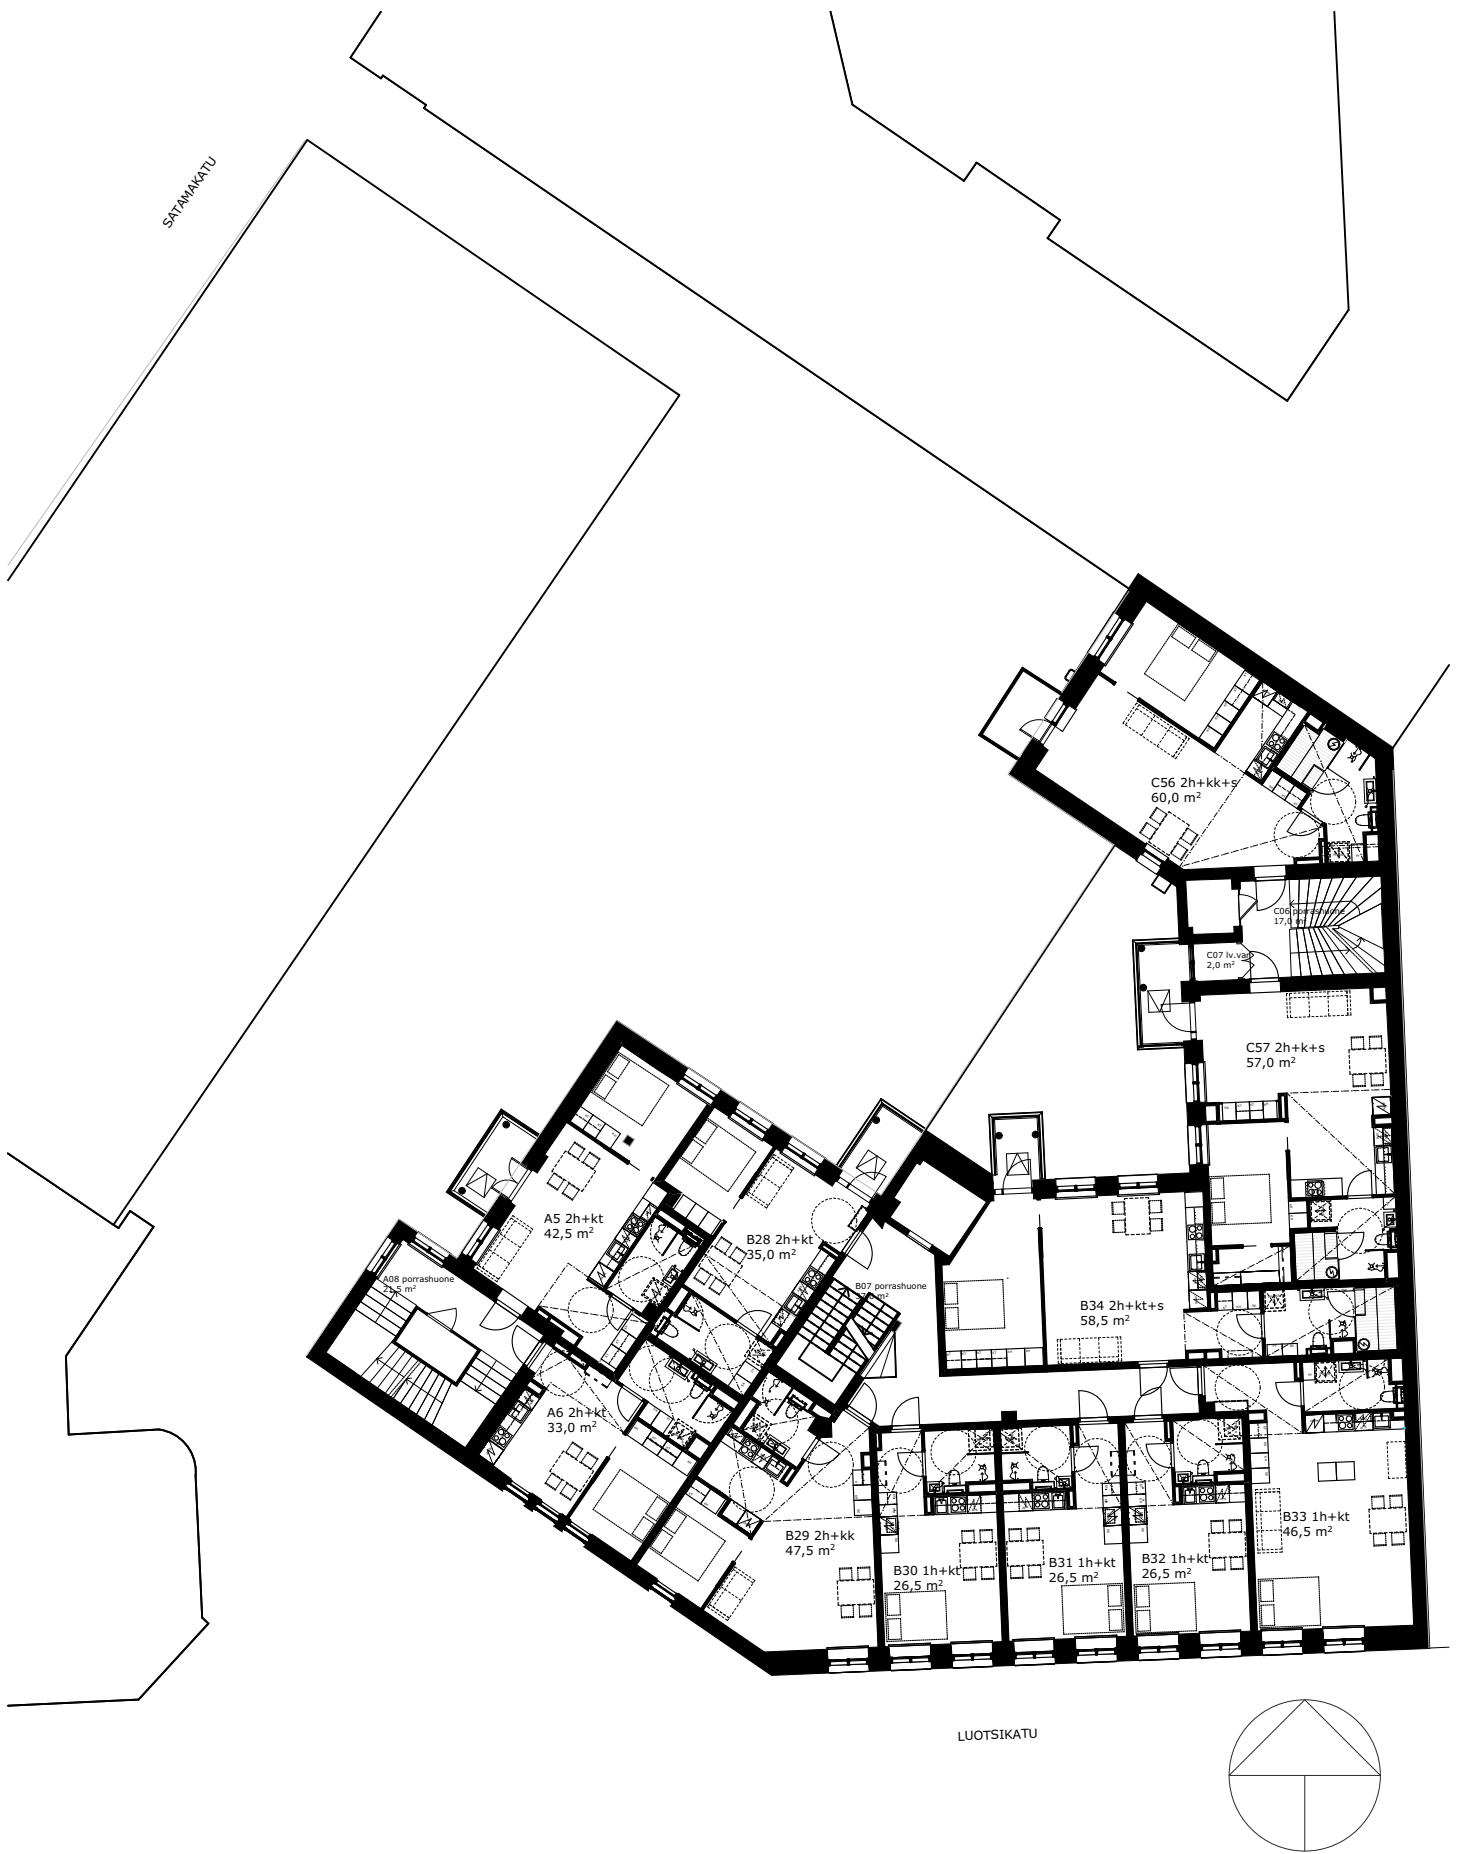 SATAMAKATU
C56 2h+kk+s
60,0 m²
C06 porrashuone
17,0 m²
C07 lv.var
2,0 m²
C57 2h+k+s
57,0 m²
A5 2h+kt
42,5 m²
B28 2h+kt
35,0 m²
A08 porrashuone
21,5 m²
B07 porrashuone
B34 2h+kt+s
58,5 m²
A6 2h+kt
33,0 m²
B29 2h+kk
47,5 m²
B30 1h+kt
26,5 m²
B31 1h+kt
26,5 m²
B32 1h+kt
26,5 m²
B33 1h+kt
46,5 m²
LUOTSIKATU